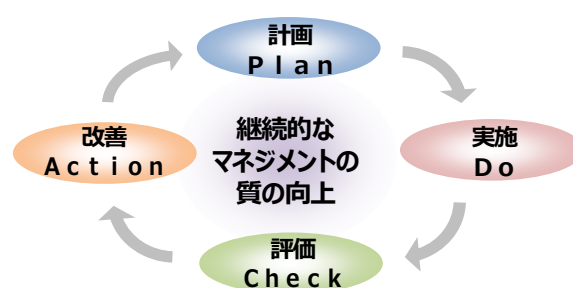 計画
Plan
実施
Do
評価
Check
改善
Action
継続的な
マネジメントの
質の向上